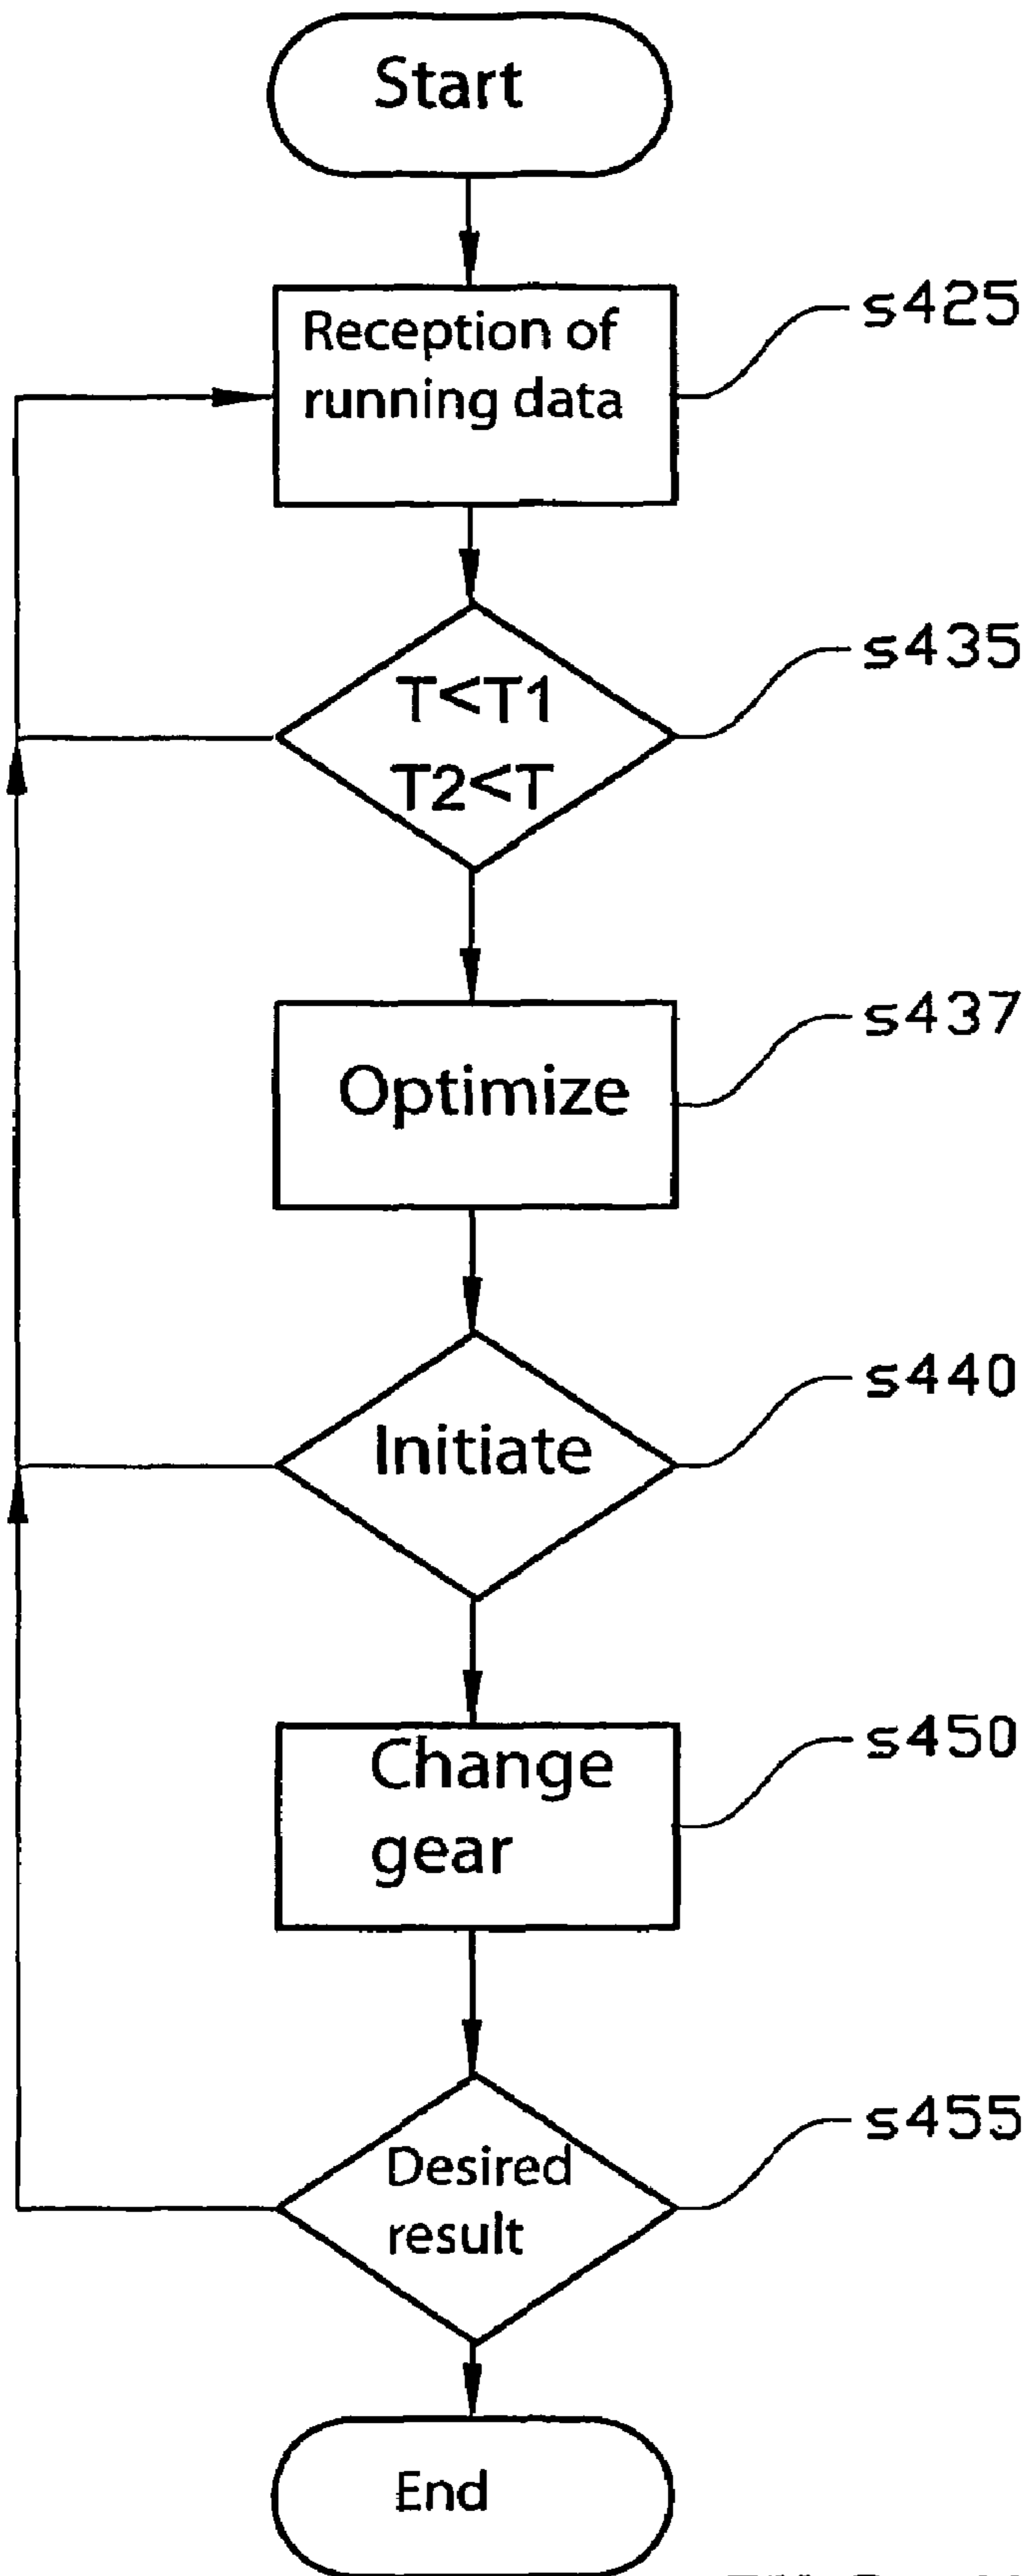 Start
Reception of
running data
s425
T<T1
T2<T
s435
Optimize
s437
Initiate
s440
Change
gear
s450
Desired
result
s455
End